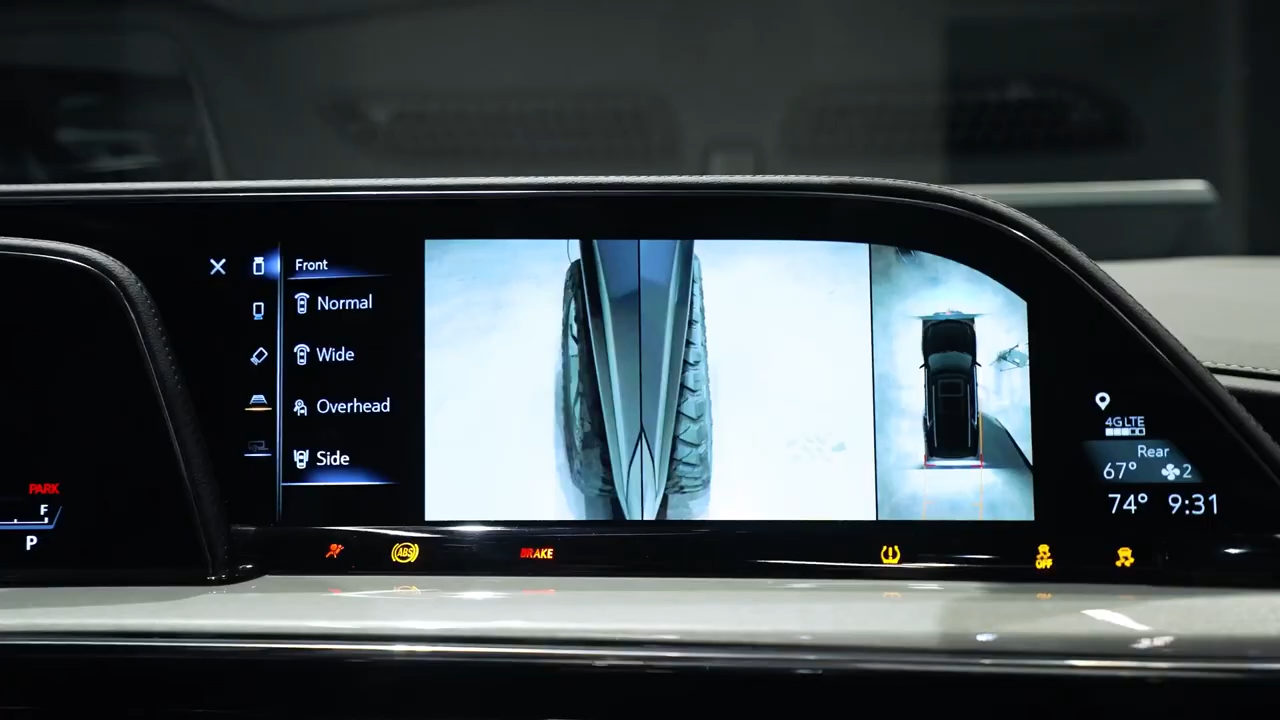 Front
Normal
Wide
Overhead
Side
4G LTE
Rear
67° 2
74° 9:31
PARK
F
P
ABS
BRAKE
OFF